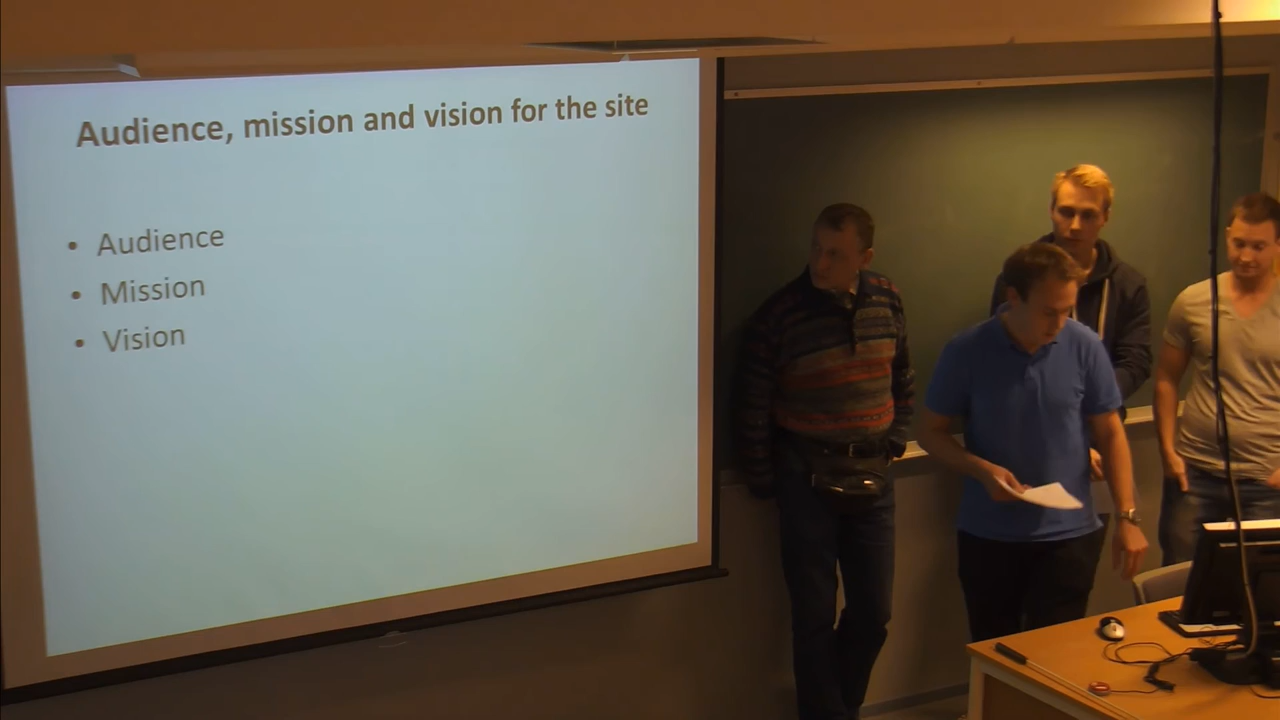 Audience, mission and vision for the site
• Audience
• Mission
• Vision